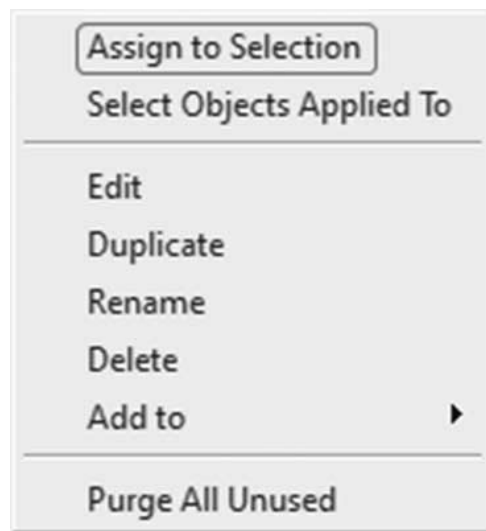 Assign to Selection
Select Objects Applied To
Edit
Duplicate
Rename
Delete
Add to
Purge All Unused